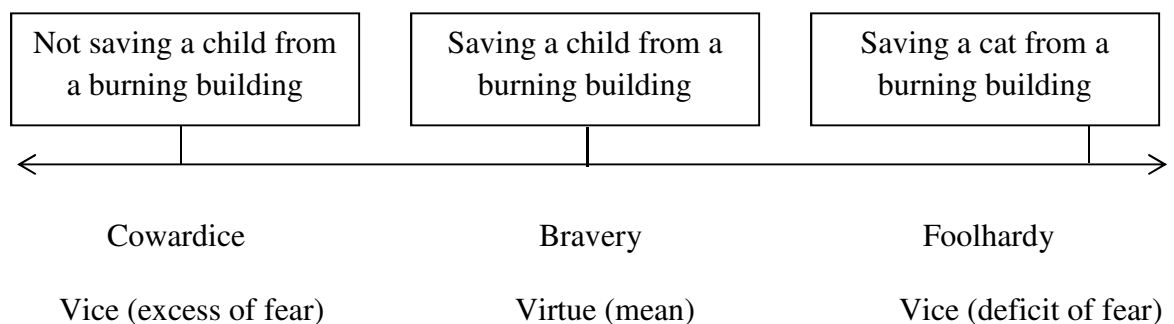 Not saving a child from
a burning building
Saving a child from a
burning building
Saving a cat from a
burning building
Cowardice
Bravery
Foolhardy
Vice (excess of fear)
Virtue (mean)
Vice (deficit of fear)